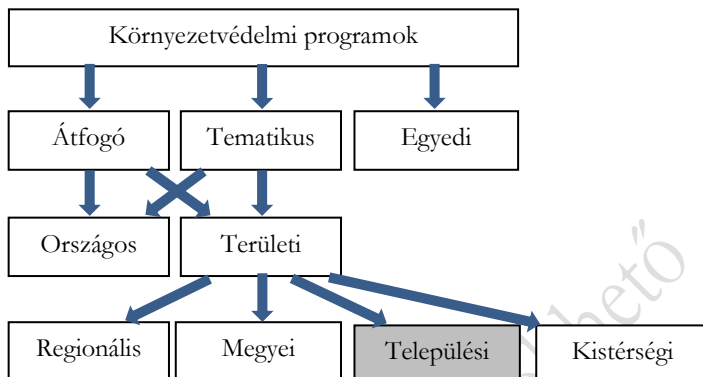 Környezetvédelmi programok
Átfogó Tematikus Egyedi
Országos Területi
Regionális Megyei Települési Kistérségi